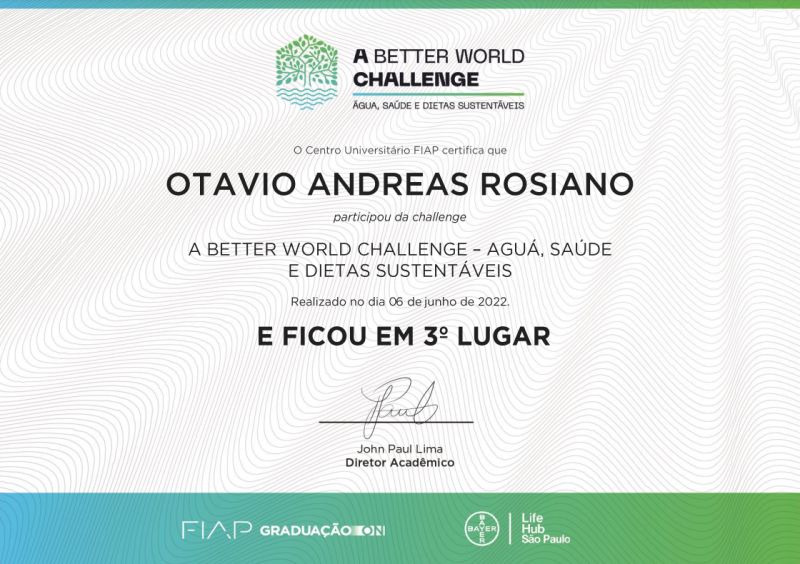 A BETTER WORLD
CHALLENGE
ÁGUA, SAÚDE E DIETAS SUSTENTÁVEIS
O Centro Universitário FIAP certifica que
OTAVIO ANDREAS ROSIANO
participou da challenge
A BETTER WORLD CHALLENGE – AGUÁ, SAÚDE
E DIETAS SUSTENTÁVEIS
Realizado no dia 06 de junho de 2022.
E FICOU EM 3º LUGAR
John Paul Lima
Diretor Acadêmico
FIAP GRADUAÇÃO ON
BAYER
BAYER
Life
Hub
São Paulo